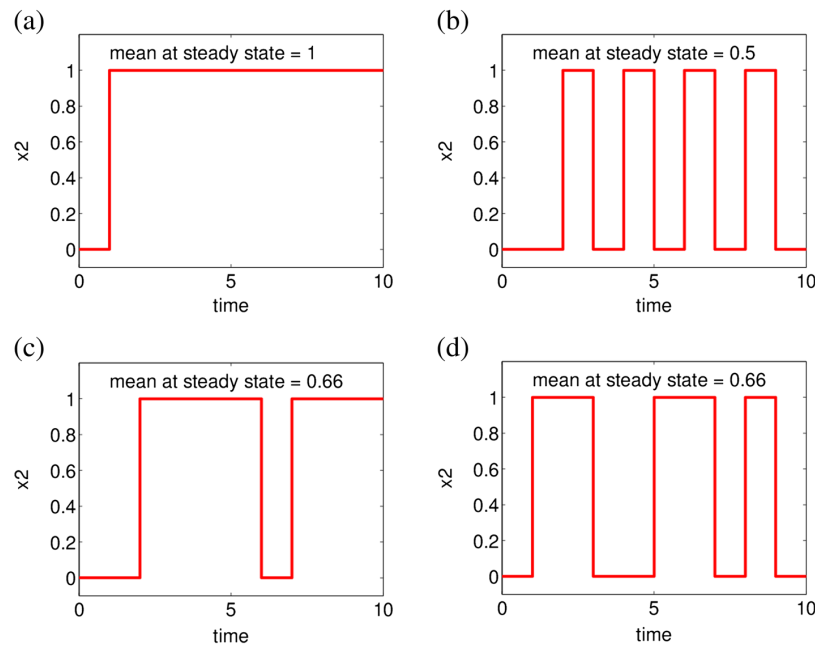 (a)
mean at steady state = 1
1
0.8
0.6
0.4
0.2
0
x2
0 5 10
time
(b)
mean at steady state = 0.5
1
0.8
0.6
0.4
0.2
0
x2
0 5 10
time
(c)
mean at steady state = 0.66
1
0.8
0.6
0.4
0.2
0
x2
0 5 10
time
(d)
mean at steady state = 0.66
1
0.8
0.6
0.4
0.2
0
x2
0 5 10
time